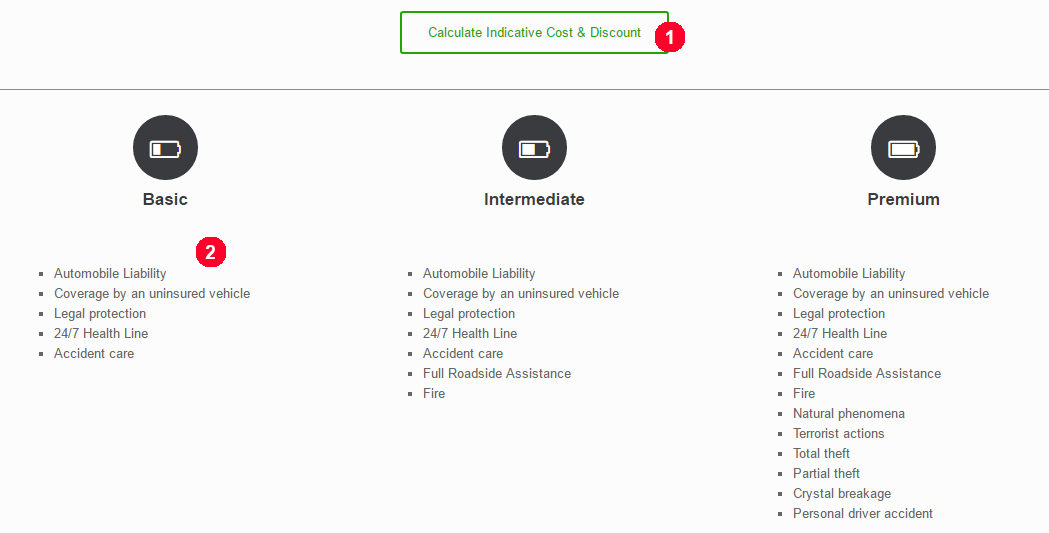 Calculate Indicative Cost & Discount
1
Basic
Intermediate
Premium
2
Automobile Liability
Coverage by an uninsured vehicle
Legal protection
24/7 Health Line
Accident care
Automobile Liability
Coverage by an uninsured vehicle
Legal protection
24/7 Health Line
Accident care
Full Roadside Assistance
Fire
Automobile Liability
Coverage by an uninsured vehicle
Legal protection
24/7 Health Line
Accident care
Full Roadside Assistance
Fire
Natural phenomena
Terrorist actions
Total theft
Partial theft
Crystal breakage
Personal driver accident